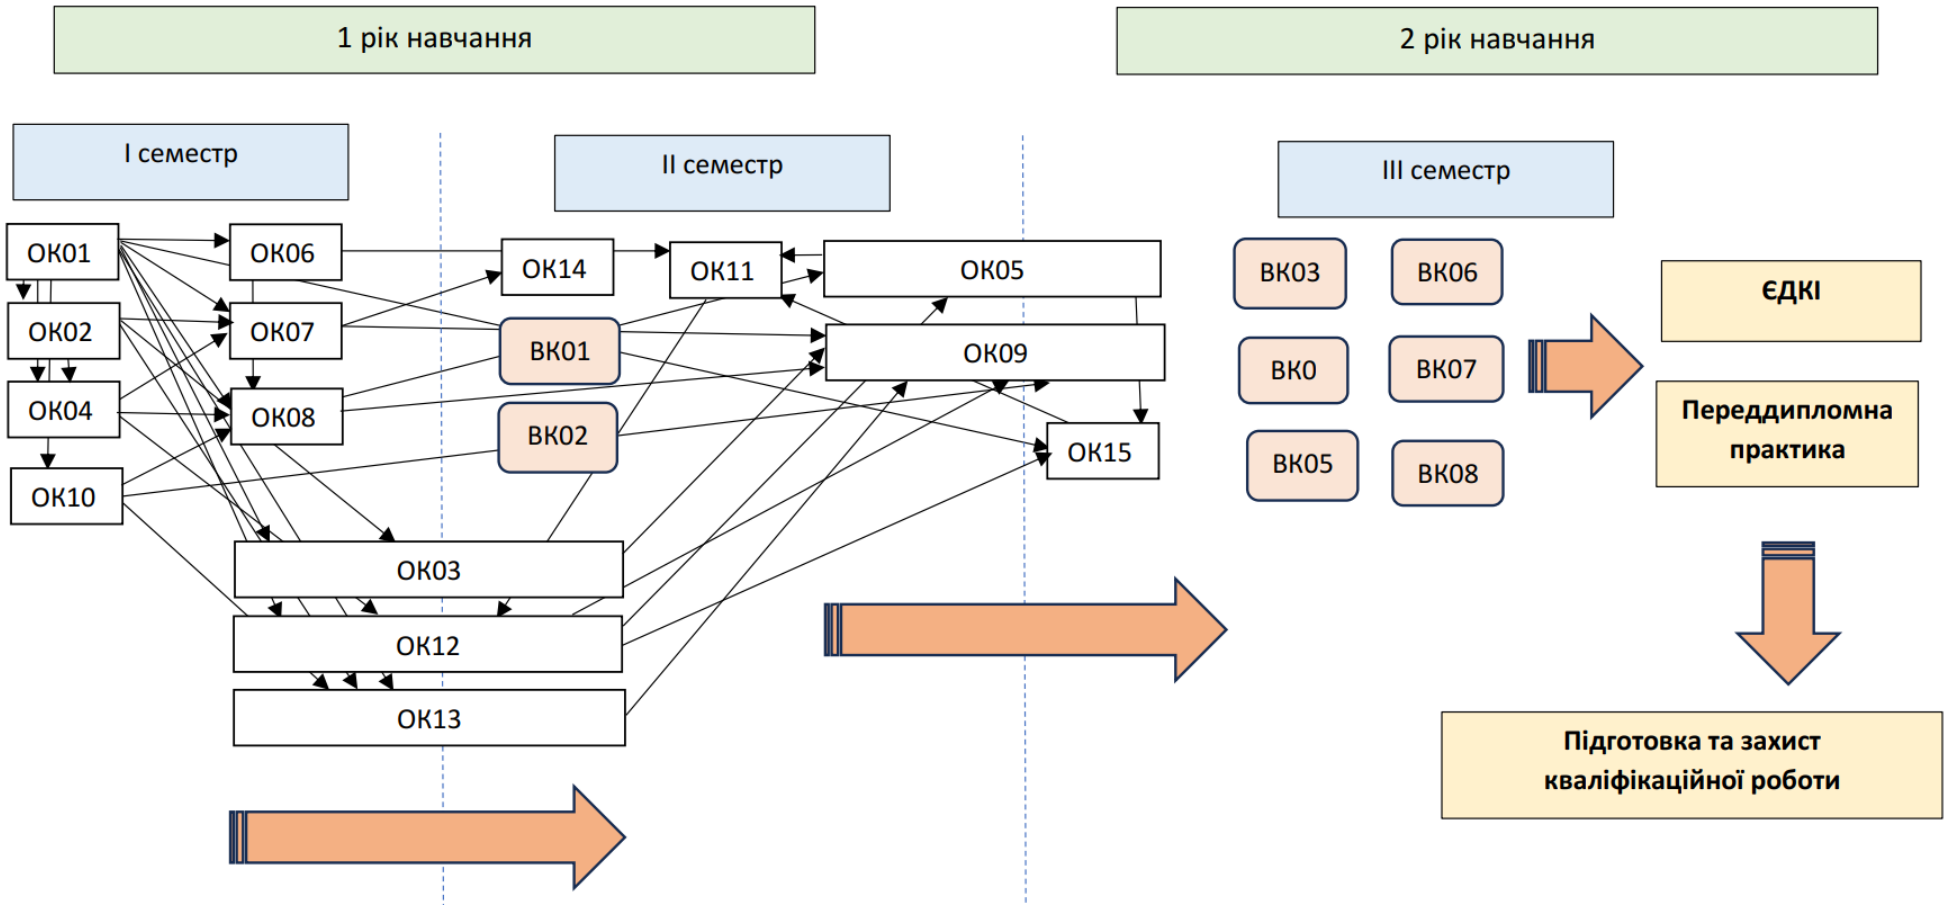 1 рік навчання
2 рік навчання
І семестр
ІІ семестр
ІІІ семестр
ОК01
ОК06
ОК14
ОК11
ОК05
ВК03
ВК06
ЄДКІ
ОК02
ОК07
ВК01
ОК09
ВК0
ВК07
ОК04
ОК08
ВК02
ОК15
Переддипломна
практика
ВК05
ВК08
ОК10
ОК03
ОК12
ОК13
Підготовка та захист
кваліфікаційної роботи